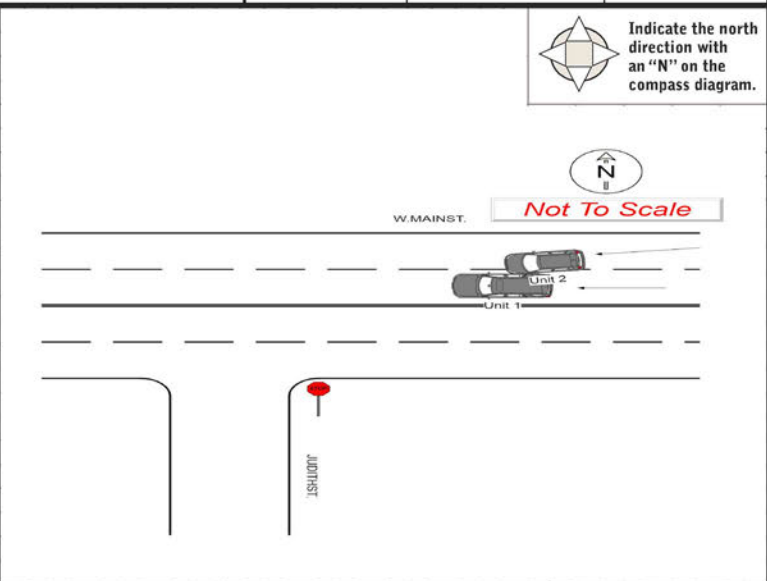 Indicate the north
direction with
an “N” on the
compass diagram.
N
Not To Scale
W.MAINST.
Unit 2
Unit 1
JUDITHST.